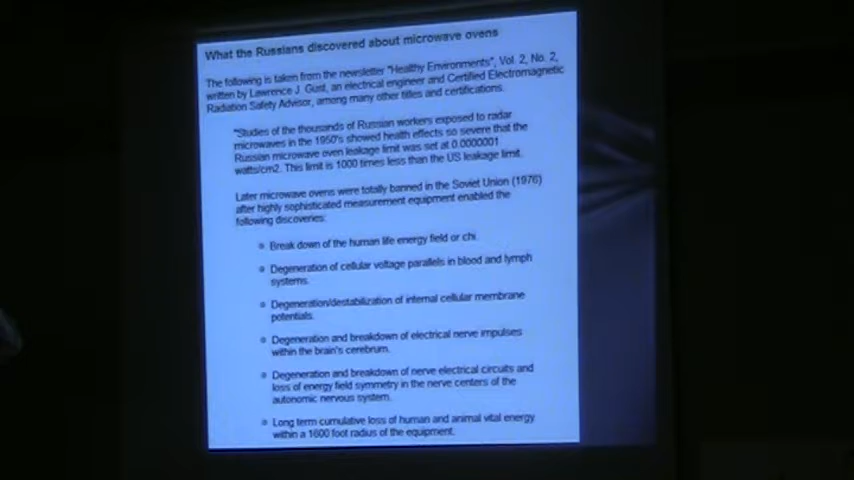 What the Russians discovered about microwave ovens
The following is taken from the newsletter "Healthy Environments", Vol. 2, No. 2,
written by Lawrence J. Gust, an electrical engineer and Certified Electromagnetic
Radiation Safety Advisor, among many other titles and certifications.
"Studies of the thousands of Russian workers exposed to radar
microwaves in the 1950's showed health effects so severe that the
Russian microwave oven leakage limit was set at 0.0000001
watts/cm2. This limit is 1000 times less than the US leakage limit.
Later microwave ovens were totally banned in the Soviet Union (1976)
after highly sophisticated measurement equipment enabled the
following discoveries:
Break down of the human life energy field or chi.
Degeneration of cellular voltage parallels in blood and lymph
systems.
Degeneration/destabilization of internal cellular membrane
potentials.
Degeneration and breakdown of electrical nerve impulses
within the brain's cerebrum.
Degeneration and breakdown of nerve electrical circuits and
loss of energy field symmetry in the nerve centers of the
autonomic nervous system.
Long term cumulative loss of human and animal vital energy
within a 1600 foot radius of the equipment.